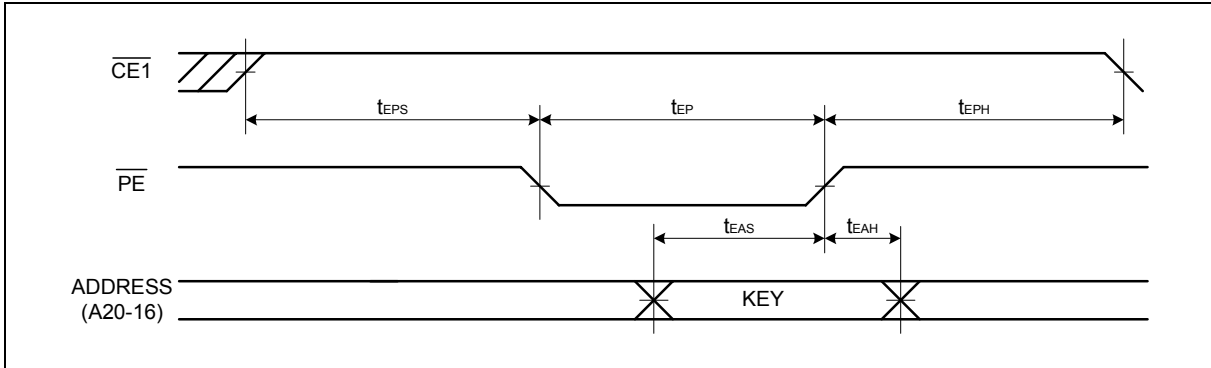 CE1
tEPS
tEP
tEPH
PE
tEAS
tEAH
ADDRESS
(A20-16)
KEY